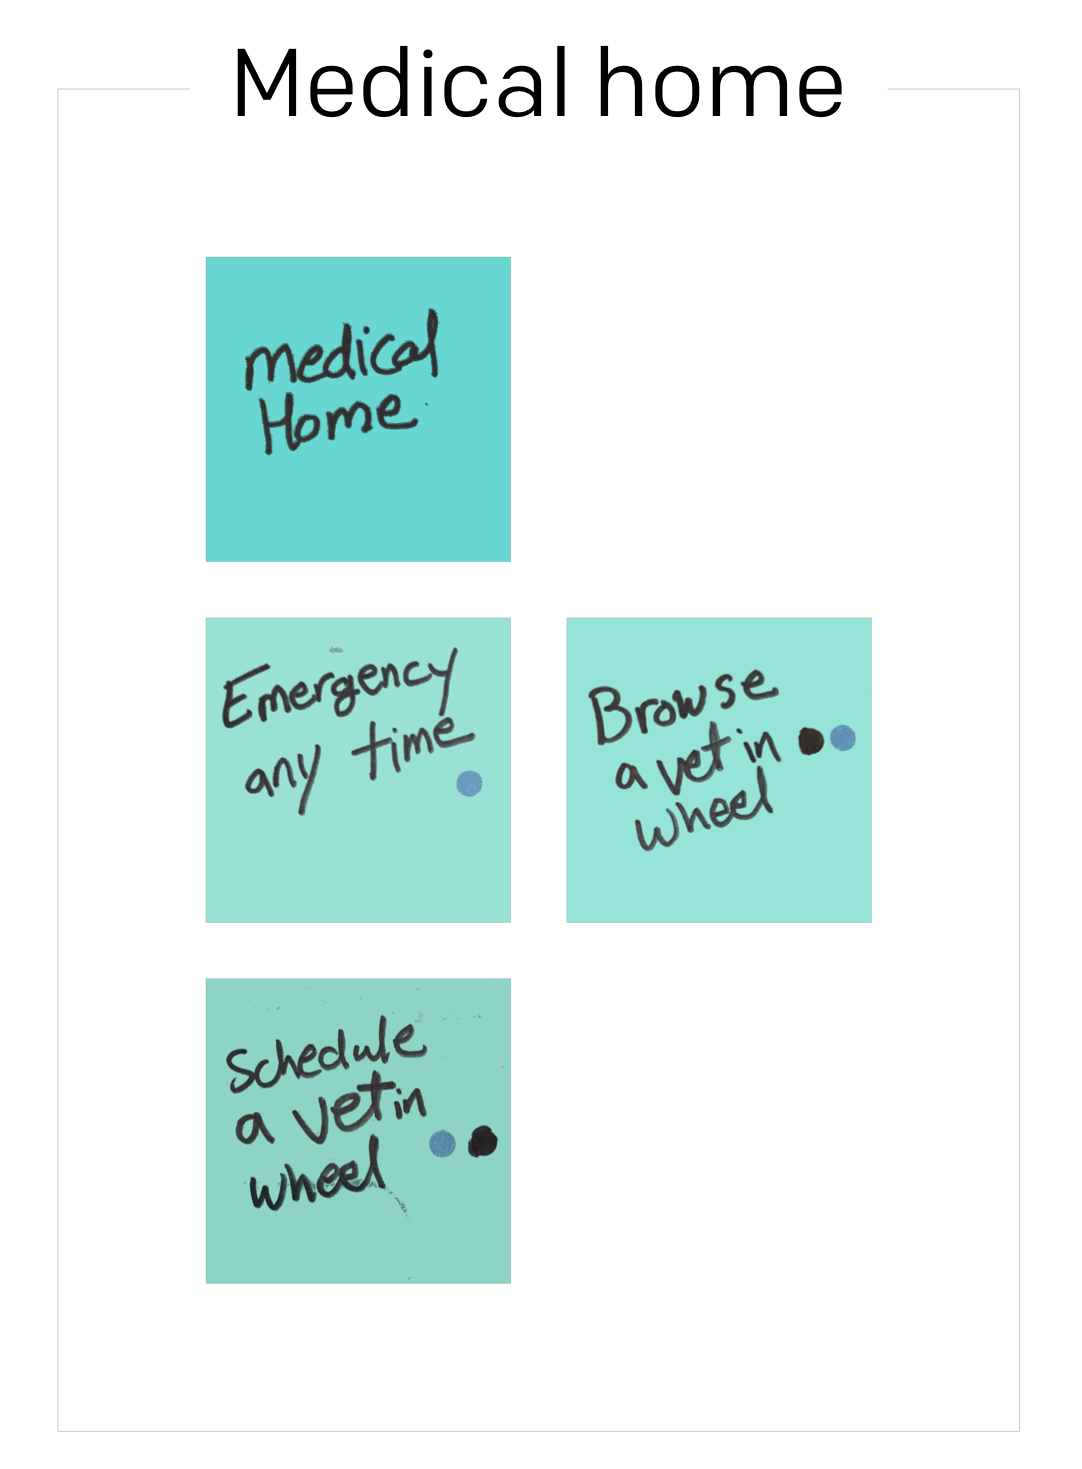 Medical home
medical
Home
Emergency
any time
Browse
a vet in
wheel
Schedule
a vet in
wheel